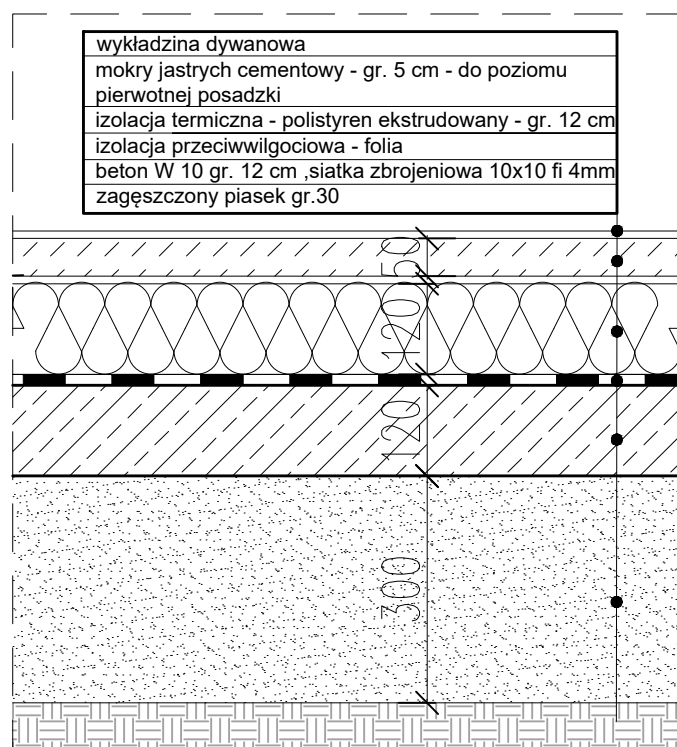 wykładzina dywanowa
mokry jastrych cementowy - gr. 5 cm - do poziomu
pierwotnej posadzki
izolacja termiczna - polistyren ekstrudowany - gr. 12 cm
izolacja przeciwwilgociowa - folia
beton W 10 gr. 12 cm ,siatka zbrojeniowa 10x10 fi 4mm
zagęszczony piasek gr.30
50
120
120
300